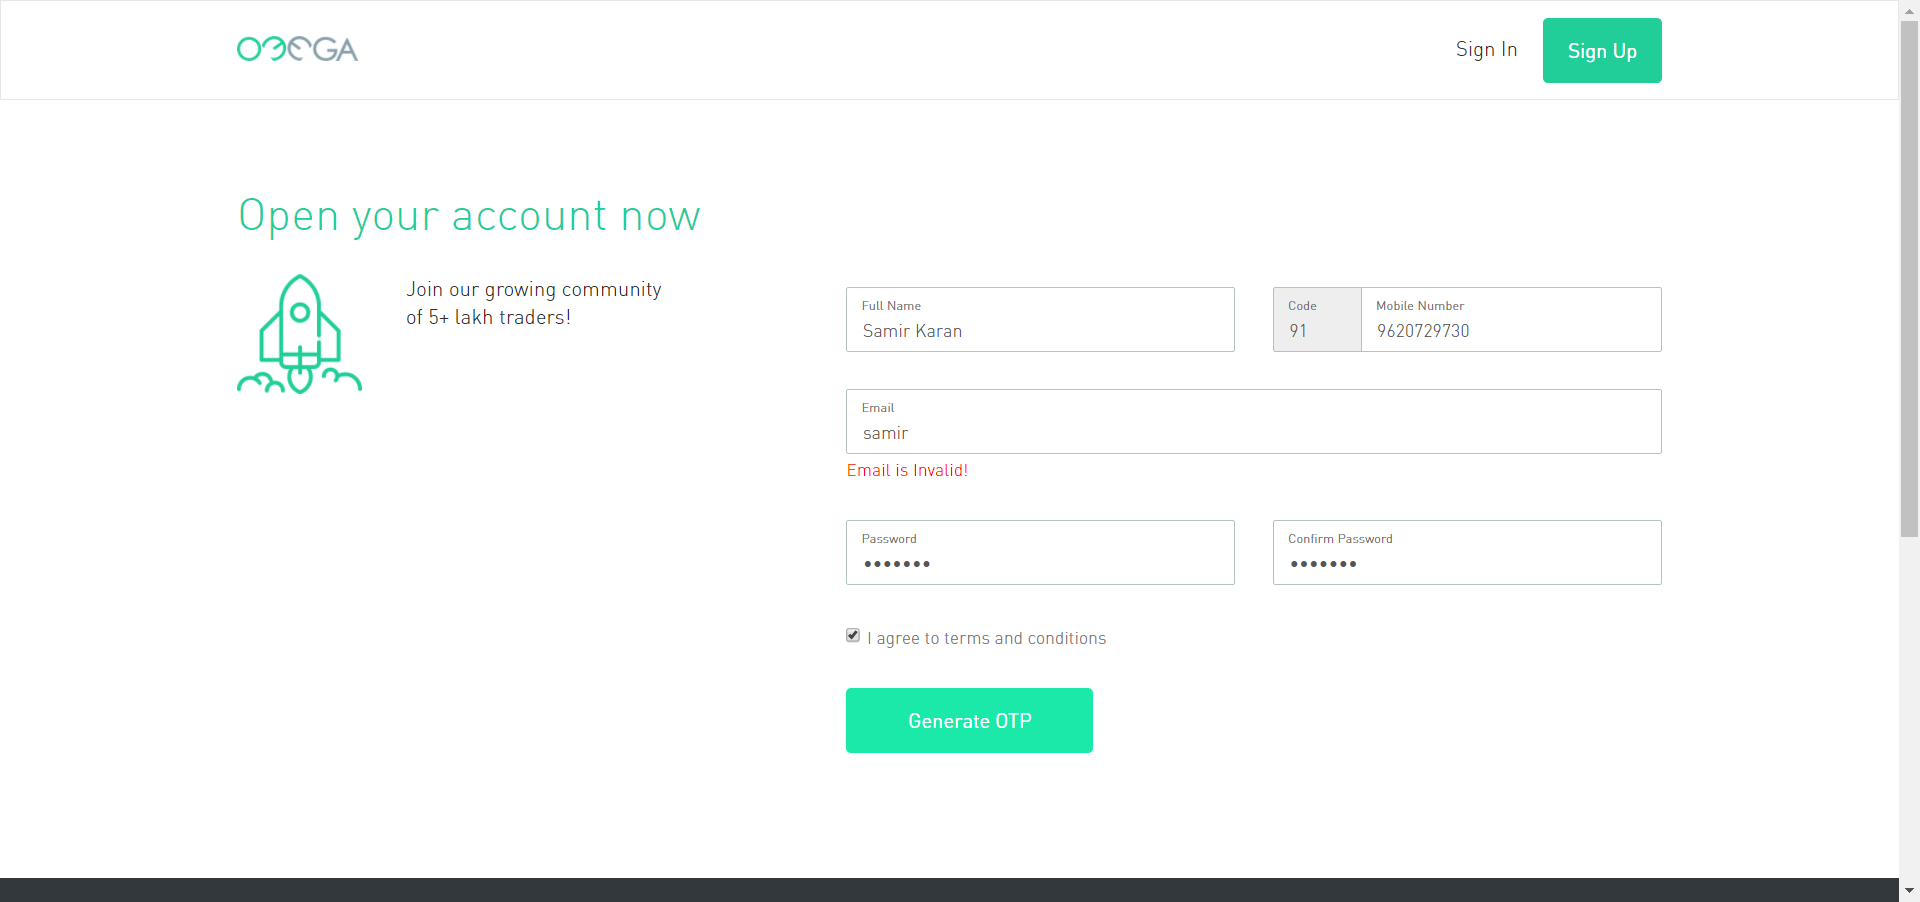 OMEGA
Sign In
Sign Up
Open your account now
Join our growing community
of 5+ lakh traders!
Full Name
Samir Karan
Code
91
Mobile Number
9620729730
Email
samir
Email is Invalid!
Password
•••••••
Confirm Password
•••••••
I agree to terms and conditions
Generate OTP